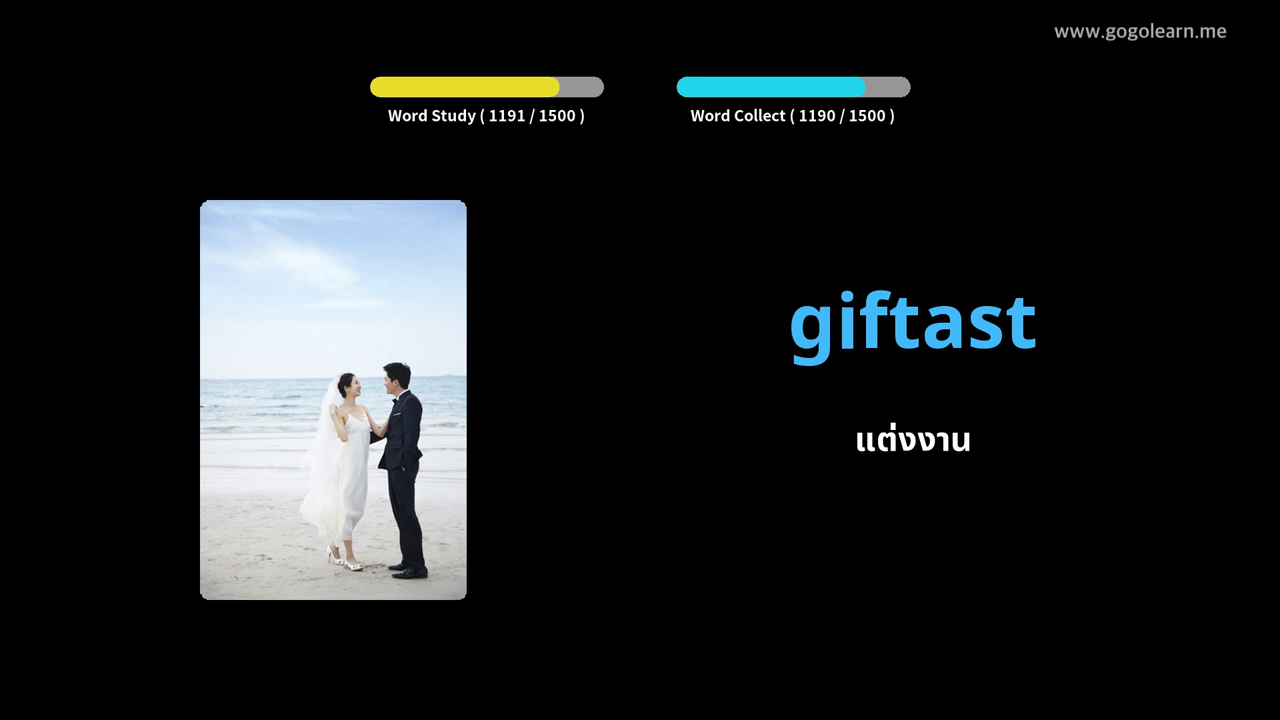 www.gogolearn.me
Word Study ( 1191 / 1500 )
Word Collect ( 1190 / 1500 )
giftast
แต่งงาน